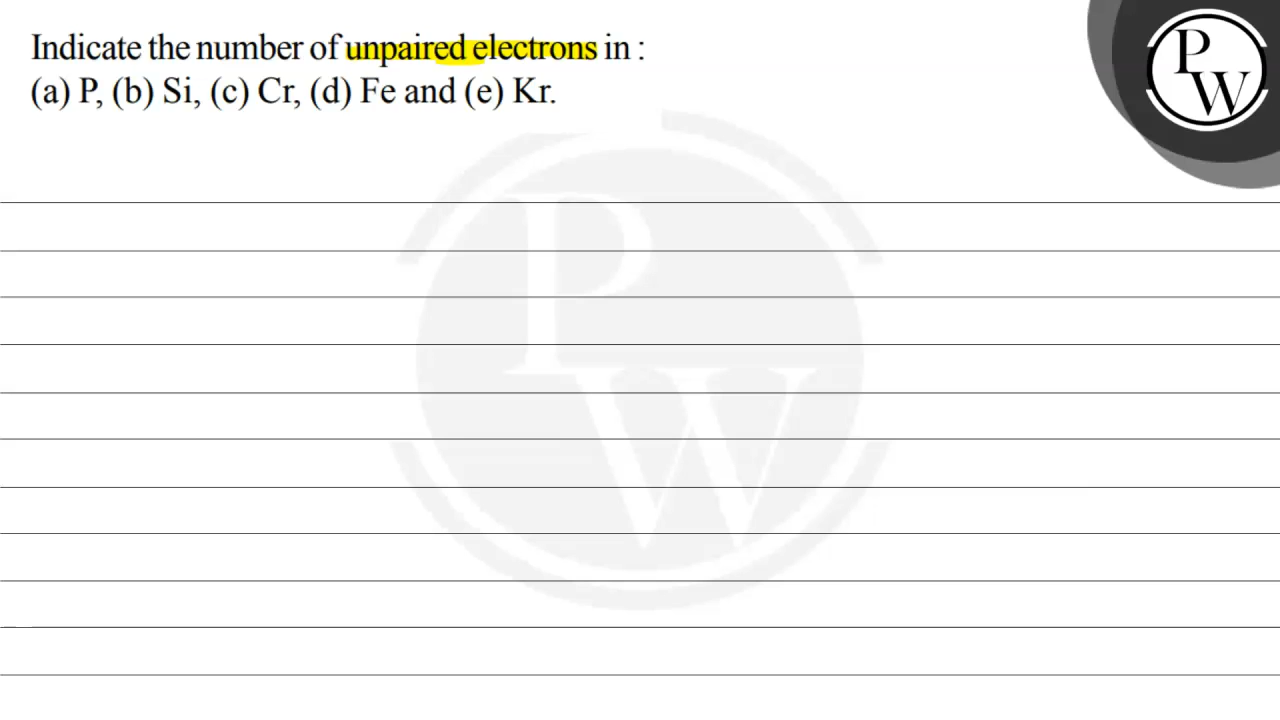 Indicate the number of unpaired electrons in :
(a) P, (b) Si, (c) Cr, (d) Fe and (e) Kr.
P
W
P
W